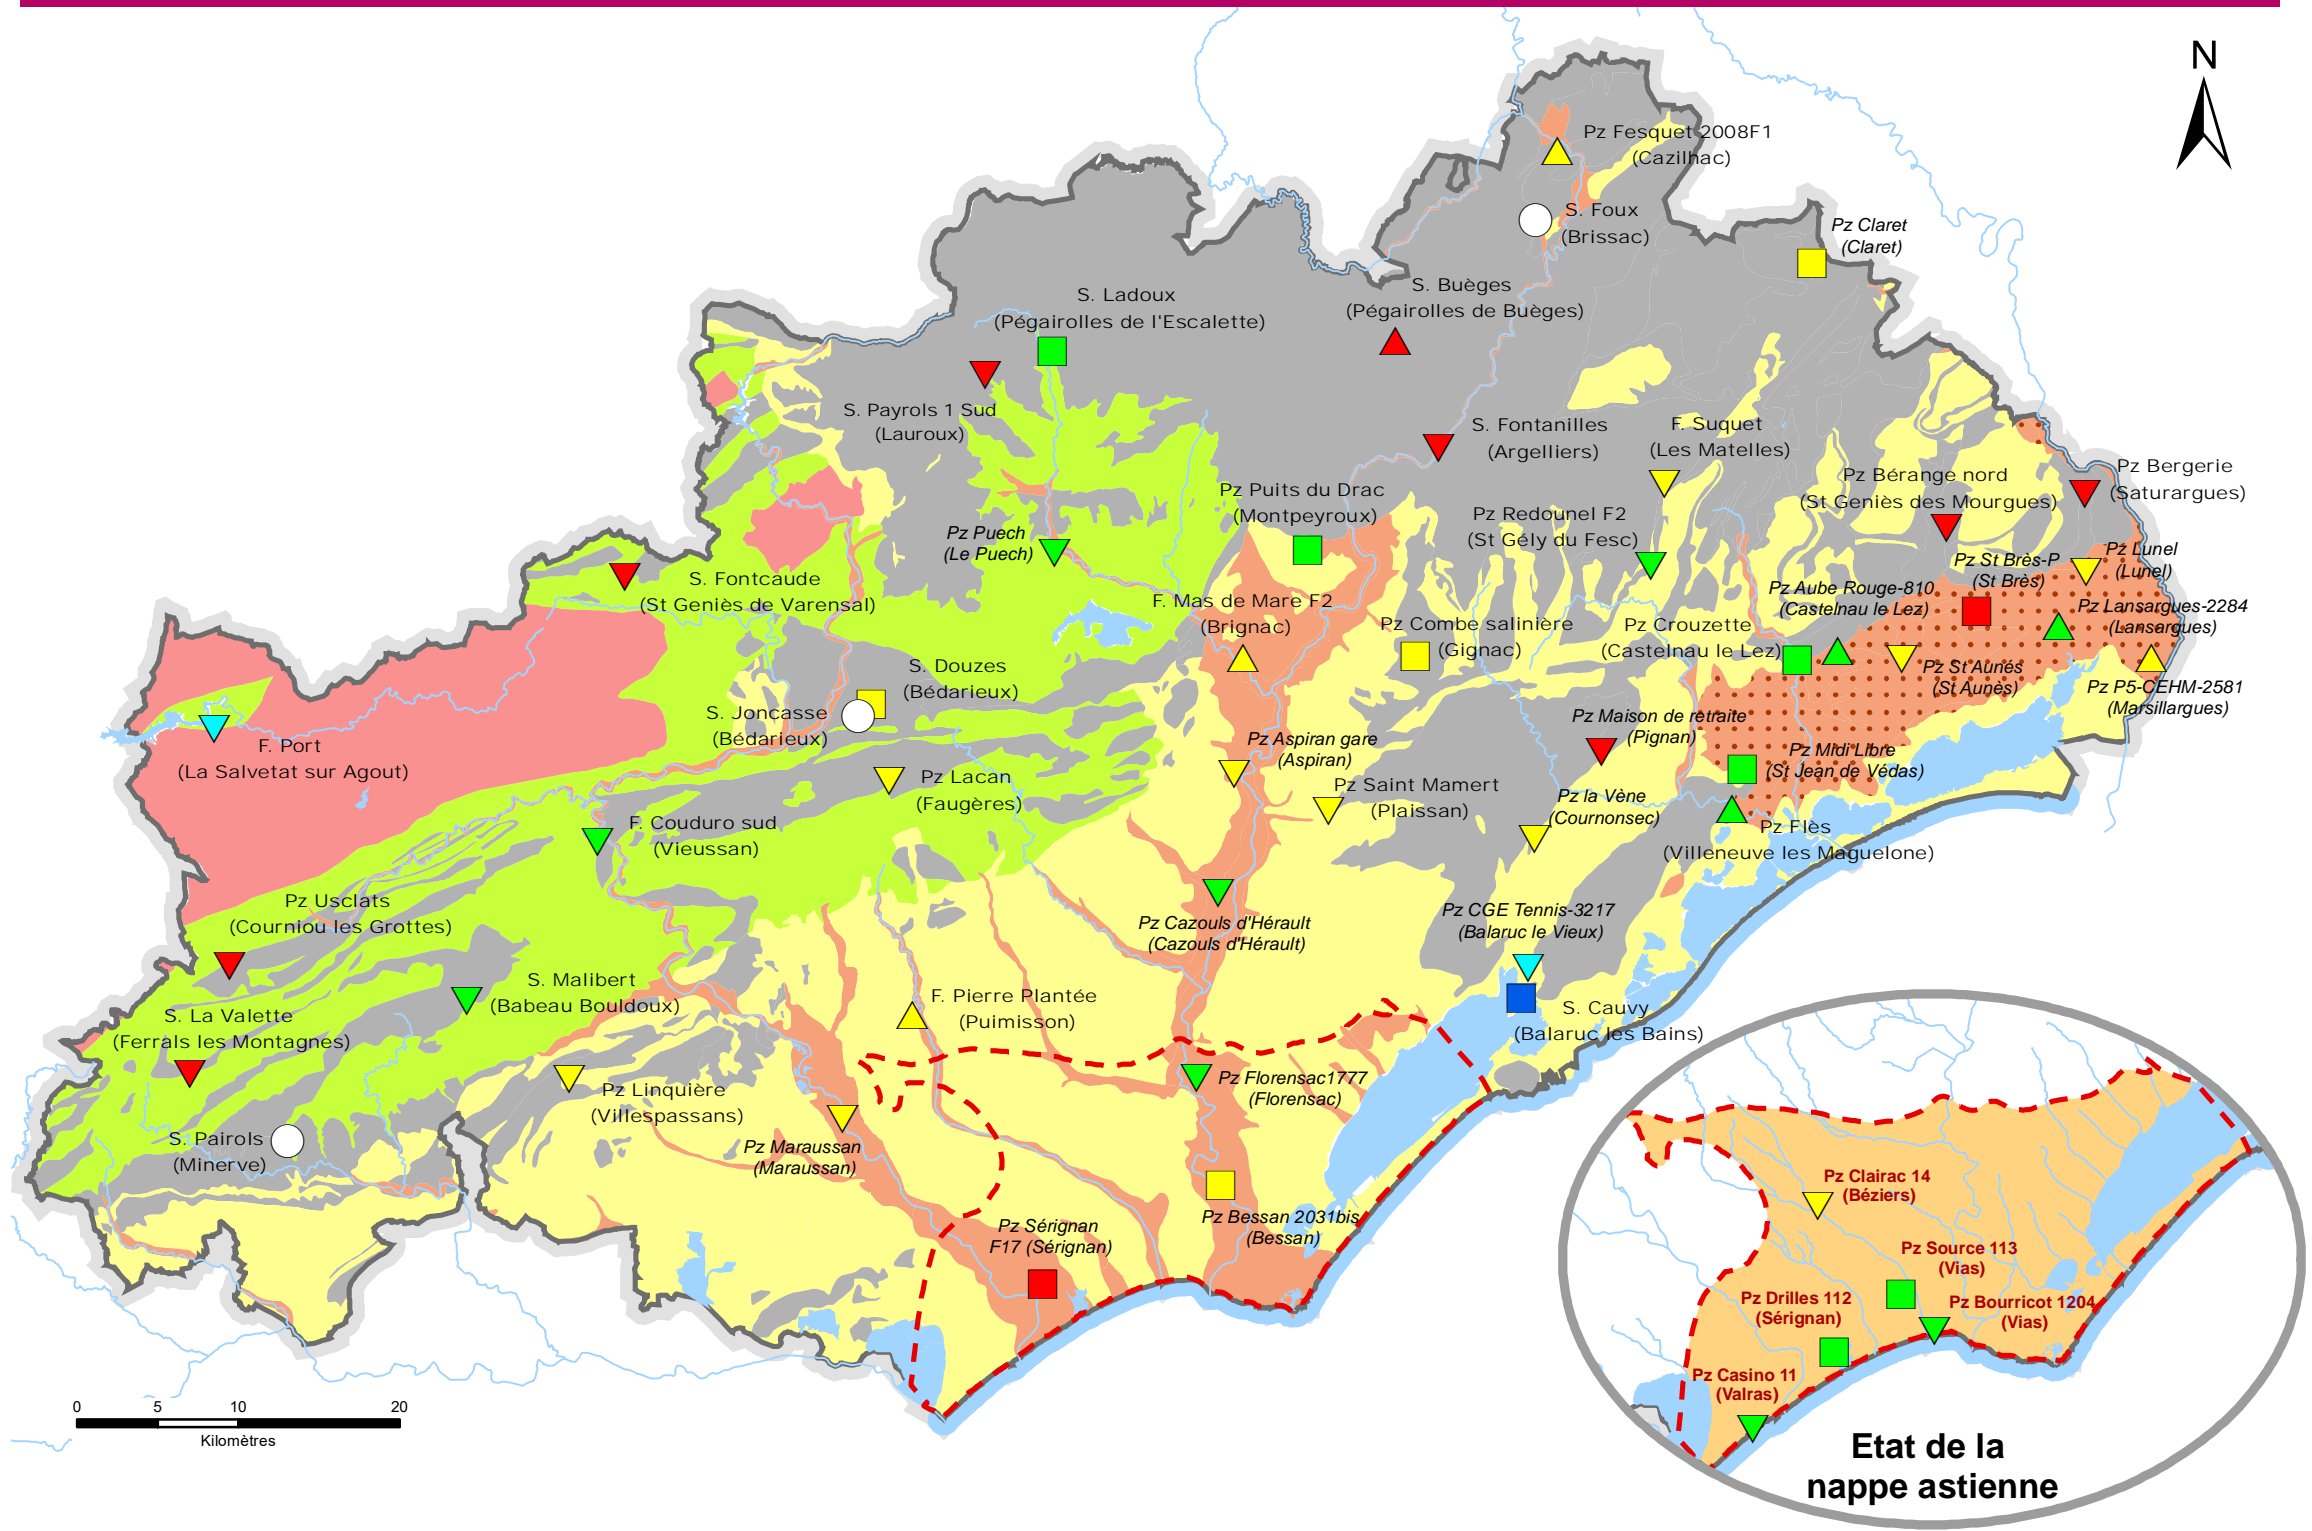 N
Pz Fesquet 2008F1
(Cazilhac)
S. Foux
(Brissac)
Pz Claret
(Claret)
S. Buèges
(Pégairolles de Buèges)
S. Ladoux
(Pégairolles de l'Escalette)
S. Payrols 1 Sud
(Lauroux)
S. Fontanilles
(Argelliers)
F. Suquet
(Les Matelles)
Pz Bergerie
(Saturargues)
Pz Bérange nord
(St Geniès des Mourgues)
Pz Puits du Drac
(Montpeyroux)
Pz Redounel F2
(St Gély du Fesc)
Pz Puech
(Le Puech)
Pz Lunel
(Lunel)
Pz St Brès-P
(St Brès)
S. Fontcaude
(St Geniès de Varensal)
Pz Aube Rouge-810
(Castelnau le Lez)
F. Mas de Mare F2
(Brignac)
Pz Lansargues-2284
(Lansargues)
Pz Combe salinière
(Gignac)
Pz Crouzette
(Castelnau le Lez)
S. Douzes
(Bédarieux)
Pz St Aunés
(St Aunès)
Pz P5-CEHM-2581
(Marsillargues)
S. Joncasse
(Bédarieux)
Pz Maison de retraite
(Pignan)
F. Port
(La Salvetat sur Agout)
Pz Aspiran gare
(Aspiran)
Pz Midi Libre
(St Jean de Védas)
Pz Lacan
(Faugères)
Pz Saint Mamert
(Plaissan)
Pz la Vène
(Cournonsec)
F. Couduro sud
(Vieussan)
Pz Flès
(Villeneuve les Maguelone)
Pz Usclats
(Courniou les Grottes)
Pz Cazouls d'Hérault
(Cazouls d'Hérault)
Pz CGE Tennis-3217
(Balaruc le Vieux)
S. Malibert
(Babeau Bouldoux)
F. Pierre Plantée
(Puimisson)
S. Cauvy
(Balaruc les Bains)
S. La Valette
(Ferrals les Montagnes)
Pz Florensac1777
(Florensac)
Pz Linquière
(Villespassans)
S. Pairols
(Minerve)
Pz Maraussan
(Maraussan)
Pz Bessan 2031bis
(Bessan)
Pz Sérignan
F17 (Sérignan)
Pz Clairac 14
(Béziers)
Pz Source 113
(Vias)
Pz Drilles 112
(Sérignan)
Pz Bourricot 1204
(Vias)
Pz Casino 11
(Valras)
Etat de la
nappe astienne
0 5 10 20
Kilomètres